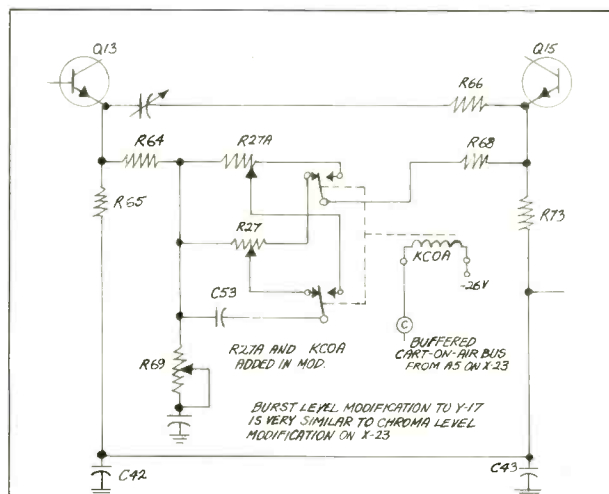 Q13
Q15
R66
R64
R27A
R68
R65
R73
R27
KCOA
-26V
C53
C
R69
R27A AND KCOA
ADDED IN MOD.
BUFFERED
CART-ON-AIR BUS
FROM A5 ON X-23
BURST LEVEL MODIFICATION TO Y-17
IS VERY SIMILAR TO CHROMA LEVEL
MODIFICATION ON X-23
C42
C43